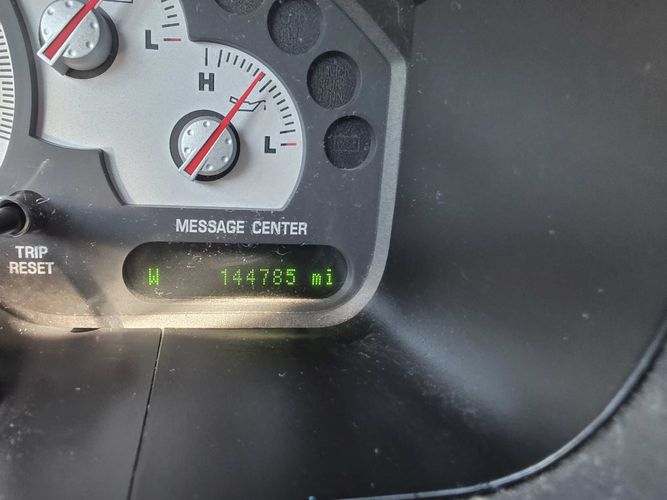 L
H
L
MESSAGE CENTER
TRIP
RESET
W 144785 mi